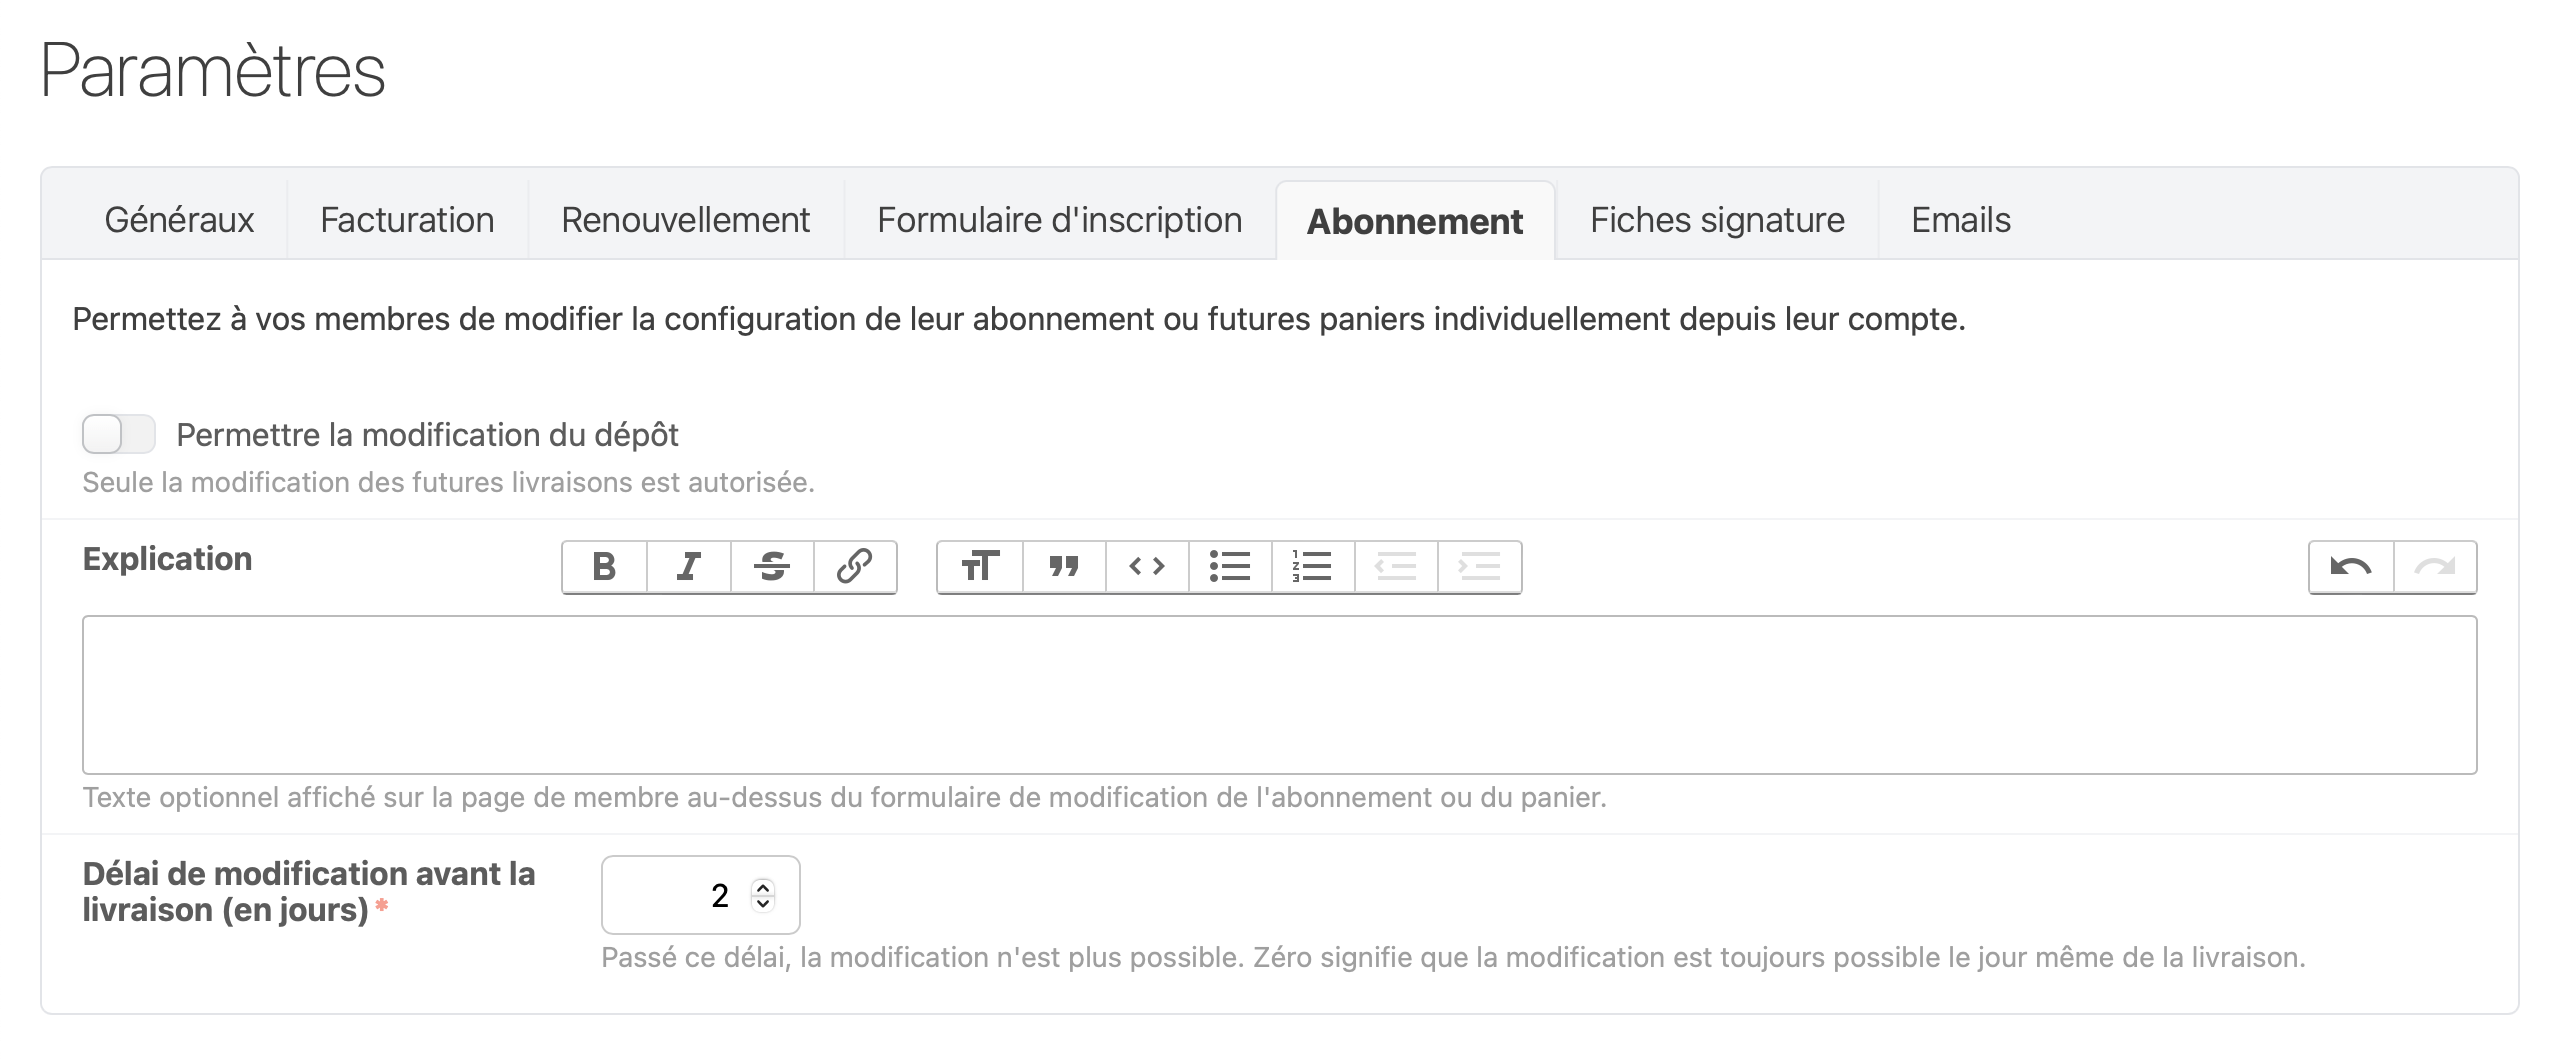 Paramètres
Généraux
Facturation
Renouvellement
Formulaire d'inscription
Abonnement
Fiches signature
Emails
Permettez à vos membres de modifier la configuration de leur abonnement ou futures paniers individuellement depuis leur compte.
Permettre la modification du dépôt
Seule la modification des futures livraisons est autorisée.
Explication
Texte optionnel affiché sur la page de membre au-dessus du formulaire de modification de l'abonnement ou du panier.
Délai de modification avant la
livraison (en jours) *
2
Passé ce délai, la modification n'est plus possible. Zéro signifie que la modification est toujours possible le jour même de la livraison.